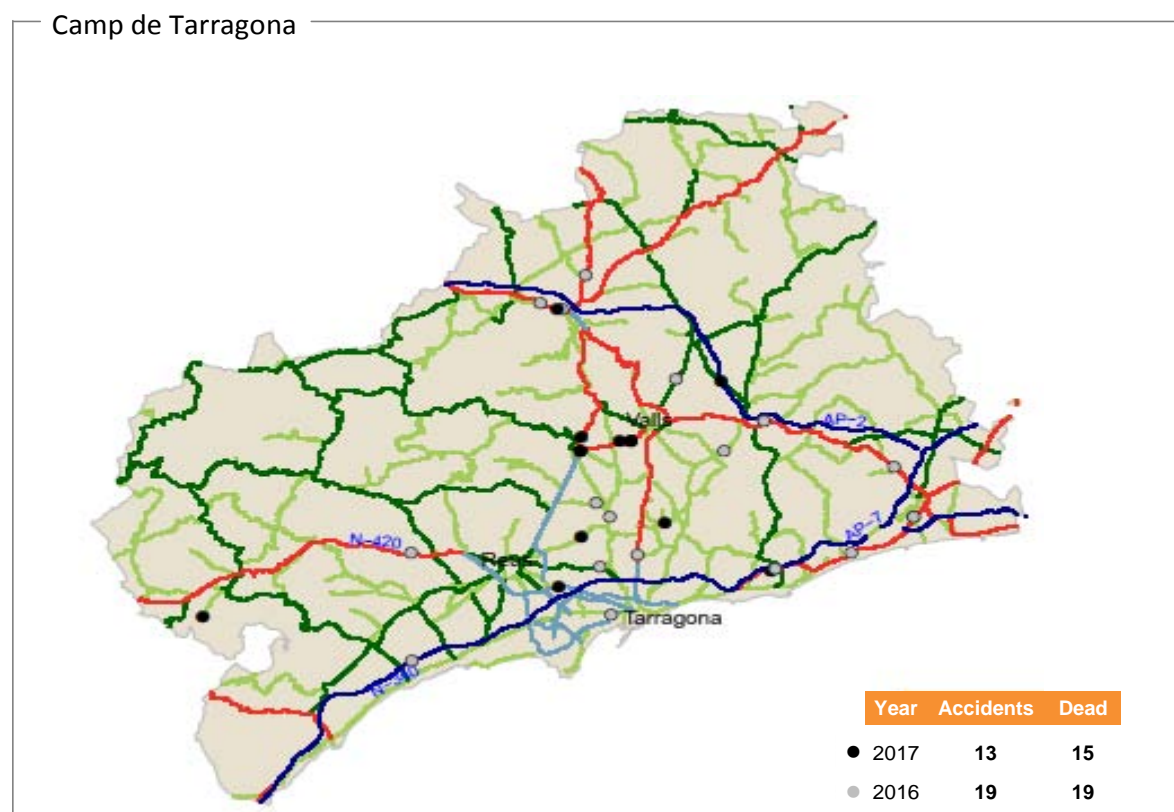 Camp de Tarragona
Valls
AP-2
AP-7
N-420
Reus
Tarragona
N-340
Year Accidents Dead
2017 13 15
2016 19 19